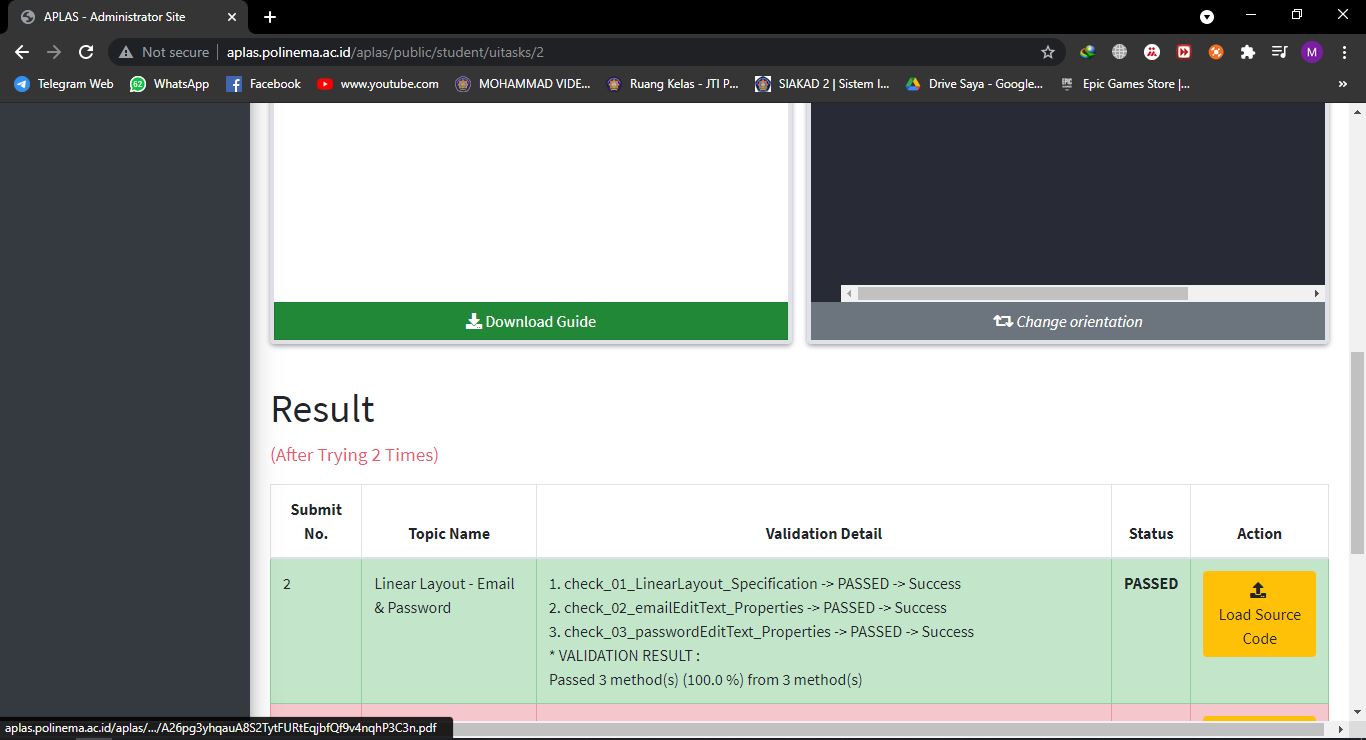 APLAS - Administrator Site
Not secure
aplas.polinema.ac.id/aplas/public/student/uitasks/2
M
Telegram Web
62
WhatsApp
Facebook
www.youtube.com
MOHAMMAD VIDE...
Ruang Kelas - JTI P...
SIAKAD 2 | Sistem I...
Drive Saya - Google...
EPIC
Epic Games Store |...
»
Download Guide
Change orientation
Result
(After Trying 2 Times)
Submit No.
Topic Name
Validation Detail
Status
Action
2
Linear Layout - Email
& Password
1. check_01_LinearLayout_Specification -> PASSED -> Success
2. check_02_emailEditText_Properties -> PASSED -> Success
3. check_03_passwordEditText_Properties -> PASSED -> Success
* VALIDATION RESULT :
Passed 3 method(s) (100.0 %) from 3 method(s)
PASSED
Load Source
Code
aplas.polinema.ac.id/aplas/.../A26pg3yhqauA8S2TytFURtEqjbfQf9v4nqhP3C3n.pdf